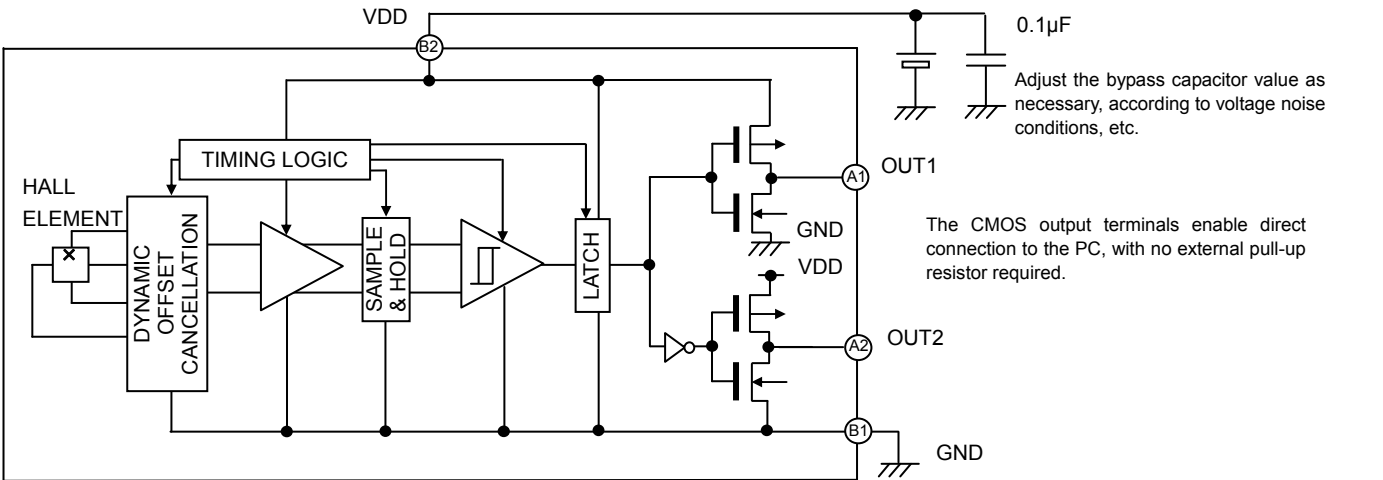 VDD
B2
0.1µF
Adjust the bypass capacitor value as
necessary, according to voltage noise
conditions, etc.
TIMING LOGIC
HALL
ELEMENT
DYNAMIC
OFFSET
CANCELLATION
SAMPLE
& HOLD
LATCH
A1
OUT1
GND
VDD
The CMOS output terminals enable direct
connection to the PC, with no external pull-up
resistor required.
A2
OUT2
B1
GND